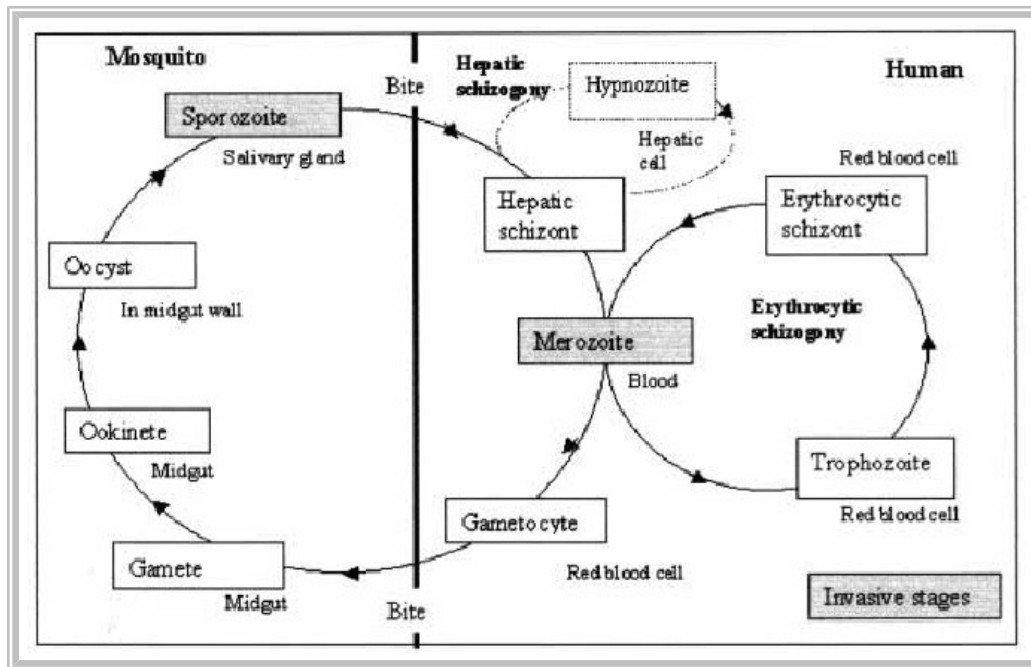 Mosquito
Human
Bite
Hepatic
schizogony
Hypnozoite
Hepatic
cell
Sporozoite
Salivary gland
Red blood cell
Hepatic
schizont
Erythrocytic
schizont
Oocyst
In midgut wall
Erythrocytic
schizogony
Merozoite
Blood
Ookinete
Midgut
Trophozoite
Red blood cell
Gametocyte
Red blood cell
Gamete
Midgut
Bite
Invasive stages